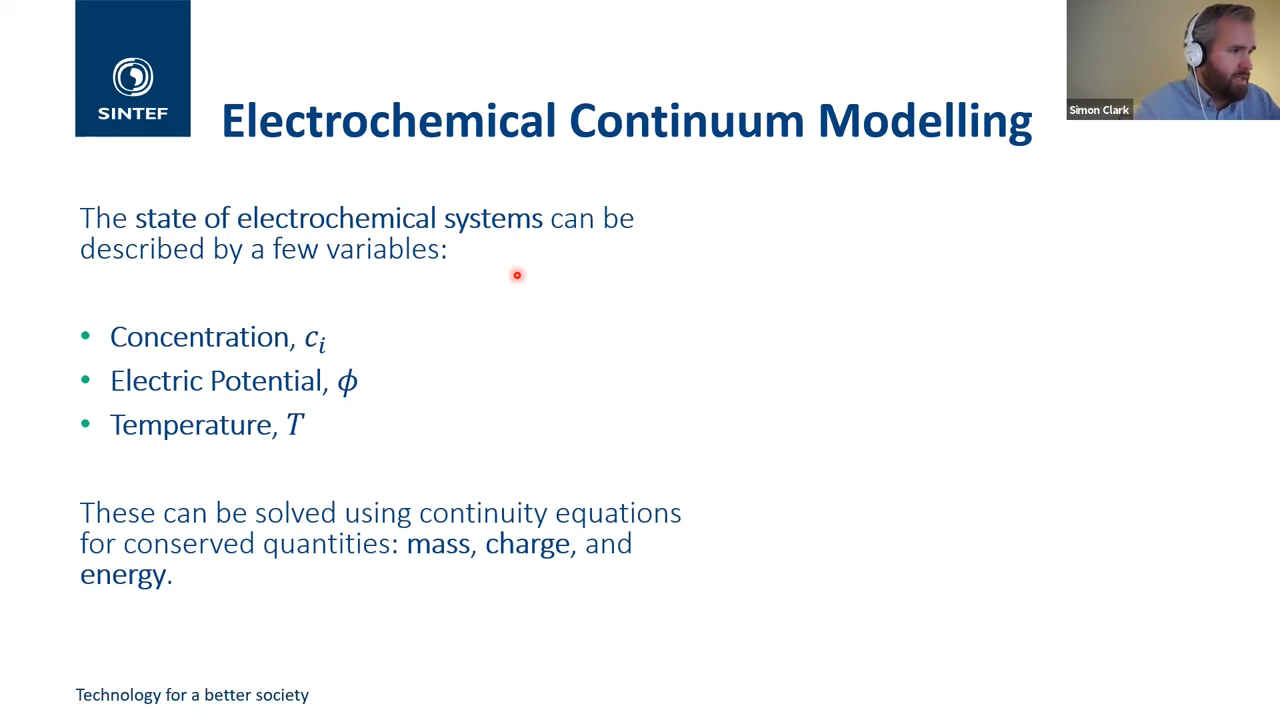 SINTEF
Electrochemical Continuum Modelling
Simon Clark
The state of electrochemical systems can be
described by a few variables:
• Concentration, 𝑐ᵢ
• Electric Potential, 𝜙
• Temperature, 𝑇
These can be solved using continuity equations
for conserved quantities: mass, charge, and
energy.
Technology for a better society